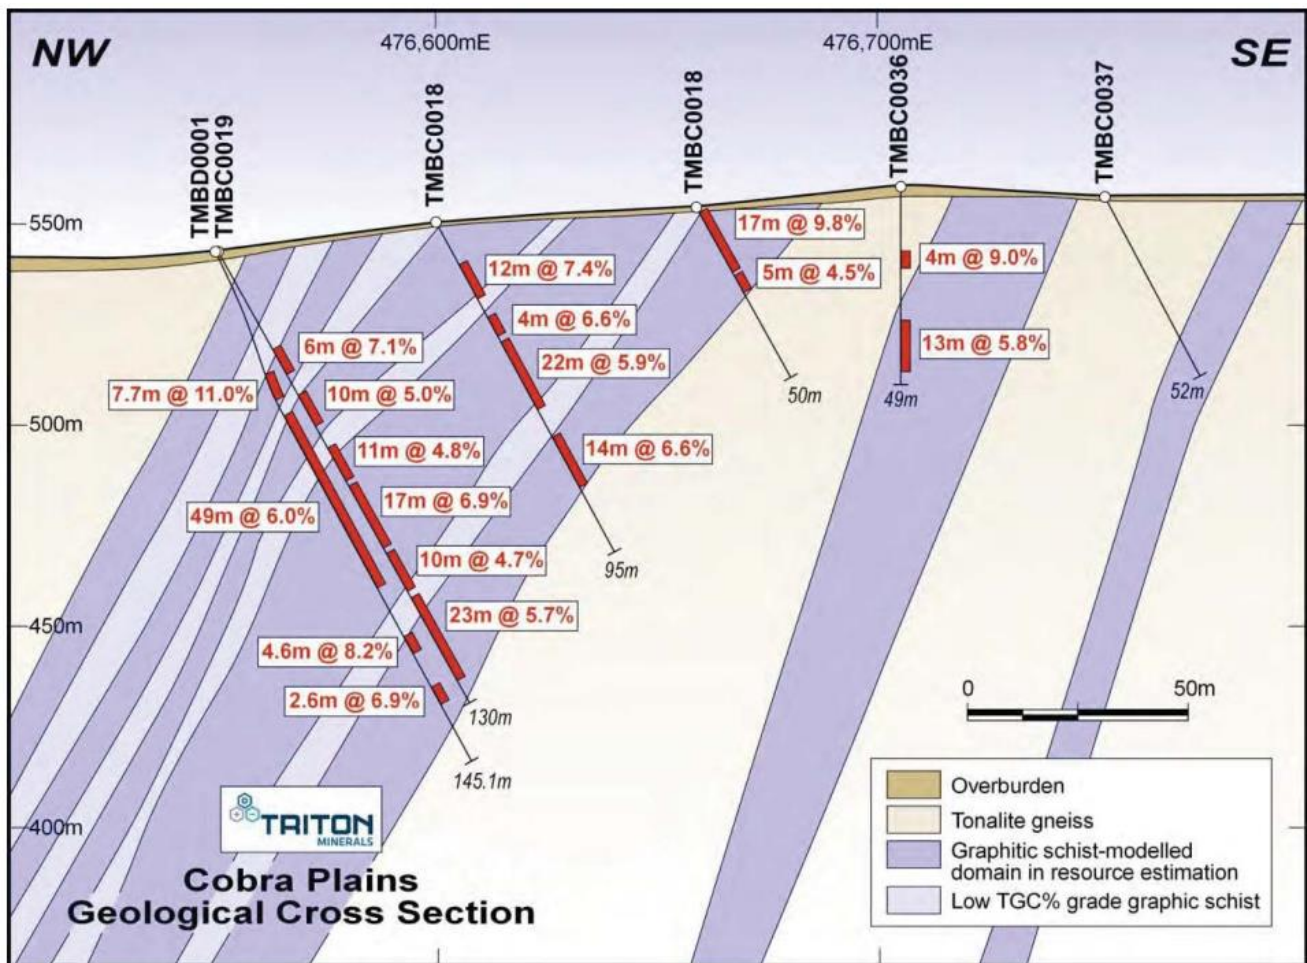 NW
476,600mE
476,700mE
SE
TMBD0001
TMBC0019
TMBC0018
TMBC0018
TMBC0036
TMBC0037
550m
500m
450m
400m
17m @ 9.8%
5m @ 4.5%
4m @ 9.0%
13m @ 5.8%
12m @ 7.4%
4m @ 6.6%
22m @ 5.9%
14m @ 6.6%
6m @ 7.1%
7.7m @ 11.0%
10m @ 5.0%
11m @ 4.8%
17m @ 6.9%
49m @ 6.0%
10m @ 4.7%
23m @ 5.7%
4.6m @ 8.2%
2.6m @ 6.9%
50m
49m
52m
95m
130m
145.1m
0
50m
TRITON
MINERALS
Cobra Plains
Geological Cross Section
Overburden
Tonalite gneiss
Graphitic schist-modelled
domain in resource estimation
Low TGC% grade graphic schist